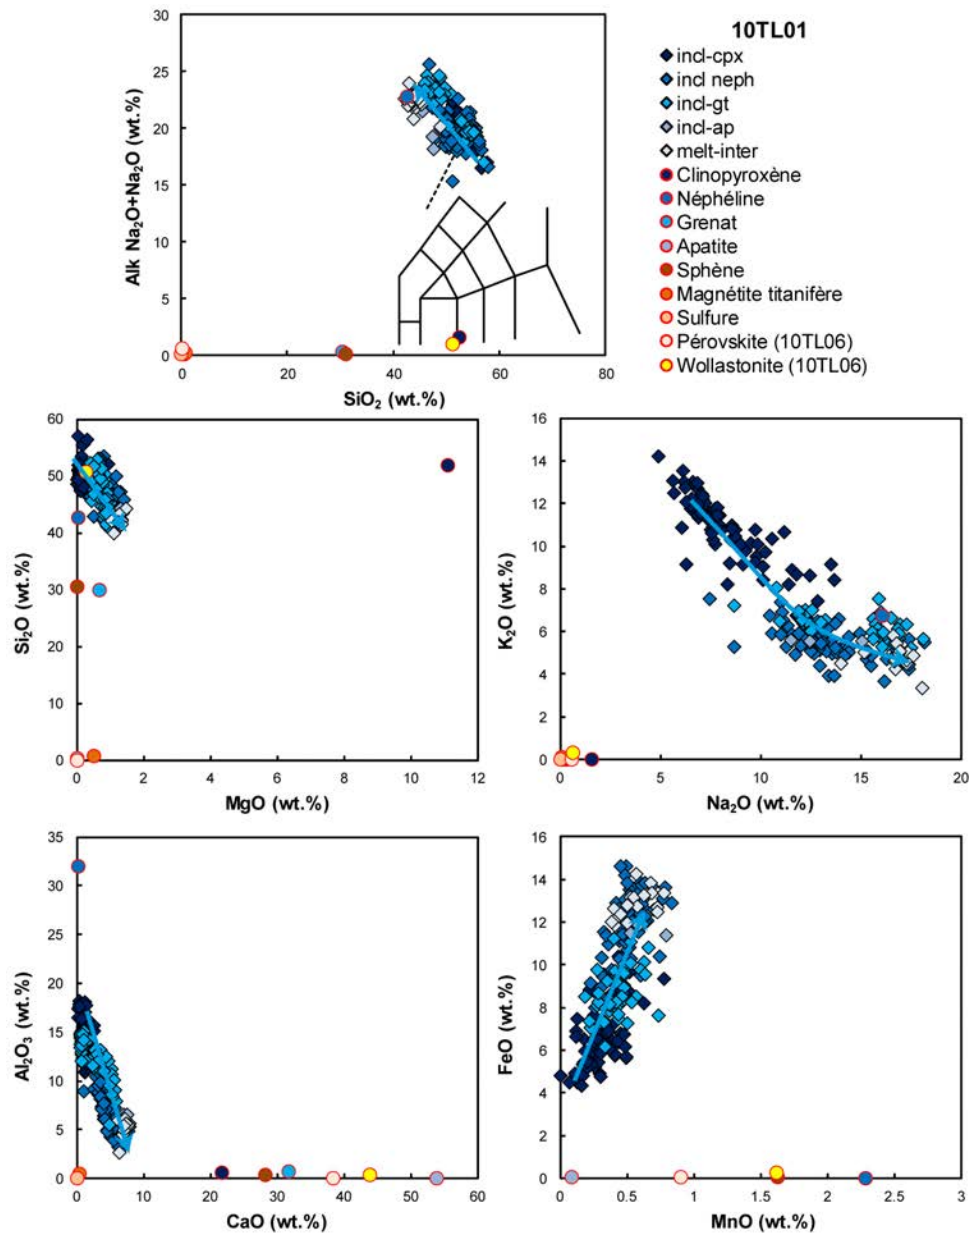 10TL01
incl-cpx
incl neph
incl-gt
incl-ap
melt-inter
Clinopyroxène
Néphéline
Grenat
Apatite
Sphène
Magnétite titanifère
Sulfure
Pérovskite (10TL06)
Wollastonite (10TL06)
Alk Na₂O+Na₂O (wt.%)
30
25
20
15
10
5
0
0 20 40 60 80
SiO₂ (wt.%)
Si₂O (wt.%)
60
50
40
30
20
10
0
0 2 4 6 8 10 12
MgO (wt.%)
K₂O (wt.%)
16
14
12
10
8
6
4
2
0
0 5 10 15 20
Na₂O (wt.%)
Al₂O₃ (wt.%)
35
30
25
20
15
10
5
0
0 10 20 30 40 50 60
CaO (wt.%)
FeO (wt.%)
16
14
12
10
8
6
4
2
0
0 0.5 1 1.5 2 2.5 3
MnO (wt.%)